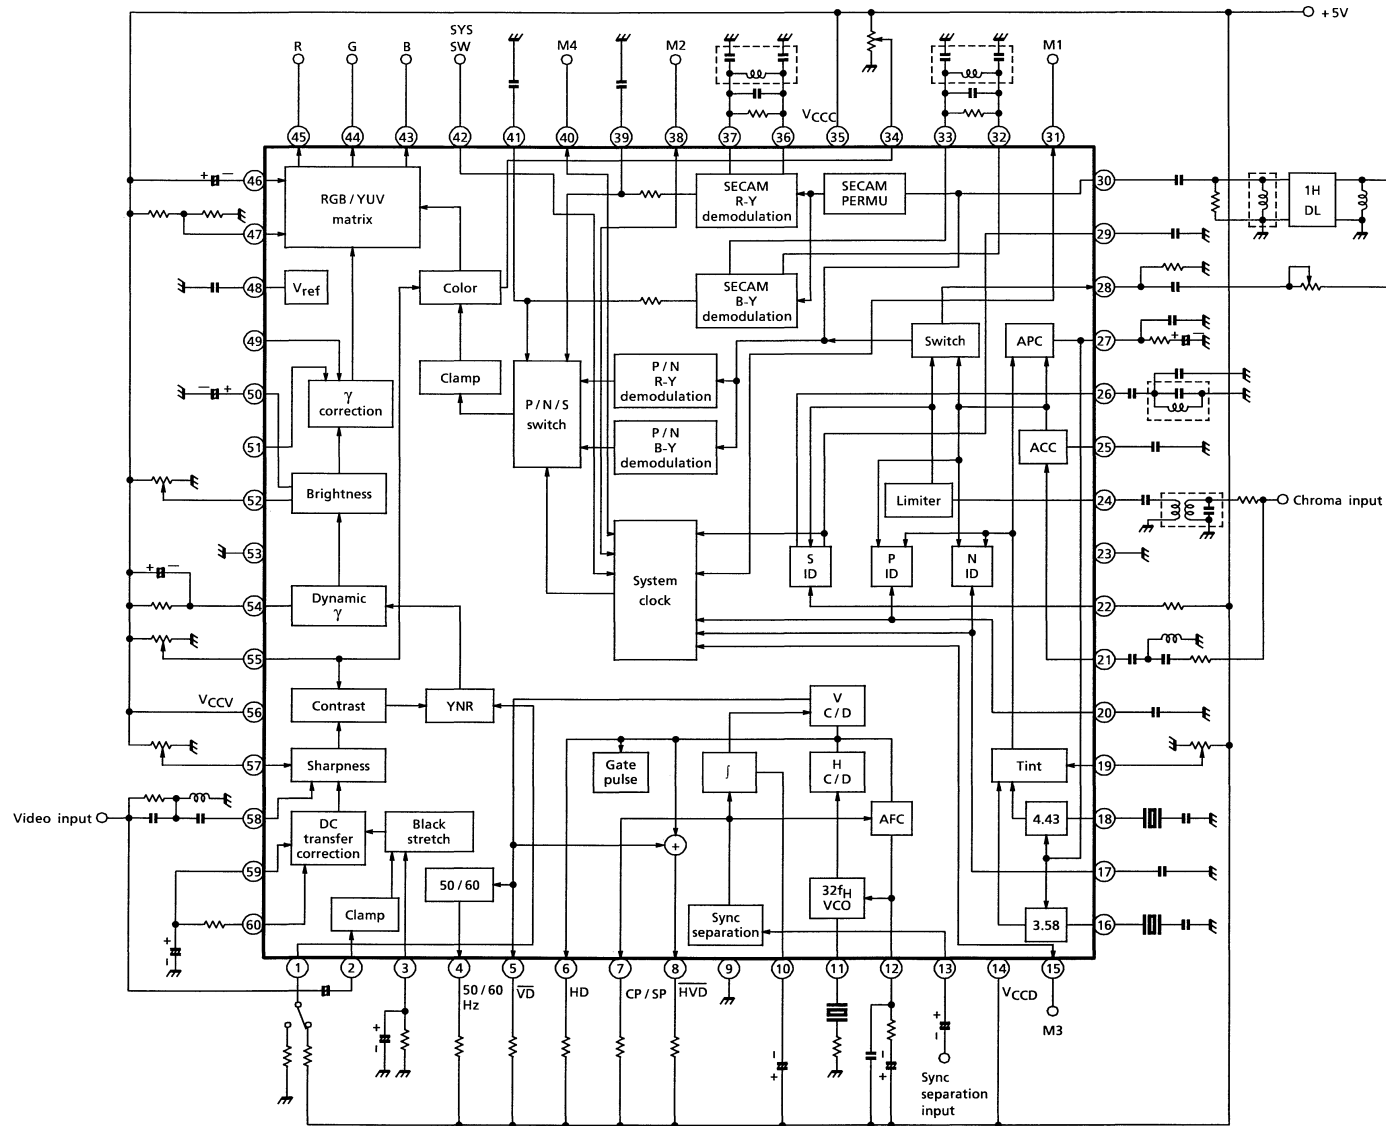 +5V
R
G
B
SYS
SW
M4
M2
M1
VCCC
45
44
43
42
41
40
39
38
37
36
35
34
33
32
31
46
RGB / YUV
matrix
SECAM
R-Y
demodulation
SECAM
PERMU
30
1H
DL
47
29
48
Vref
Color
SECAM
B-Y
demodulation
28
49
Switch
APC
27
Clamp
P / N / S
switch
P / N
R-Y
demodulation
50
γ
correction
26
51
P / N
B-Y
demodulation
ACC
25
52
Brightness
Limiter
24
Chroma input
53
System
clock
S
ID
P
ID
N
ID
23
54
Dynamic
γ
22
55
21
VCCV
56
Contrast
YNR
V
C / D
20
57
Sharpness
Gate
pulse
∫
H
C / D
Tint
19
Video input
58
DC
transfer
correction
Black
stretch
+
AFC
4.43
18
59
50 / 60
32fH
VCO
17
60
Clamp
Sync
separation
3.58
16
1
2
3
4
5
6
7
8
9
10
11
12
13
14
15
50 / 60
Hz
VD
HD
CP / SP
HVD
VCCD
M3
Sync
separation
input